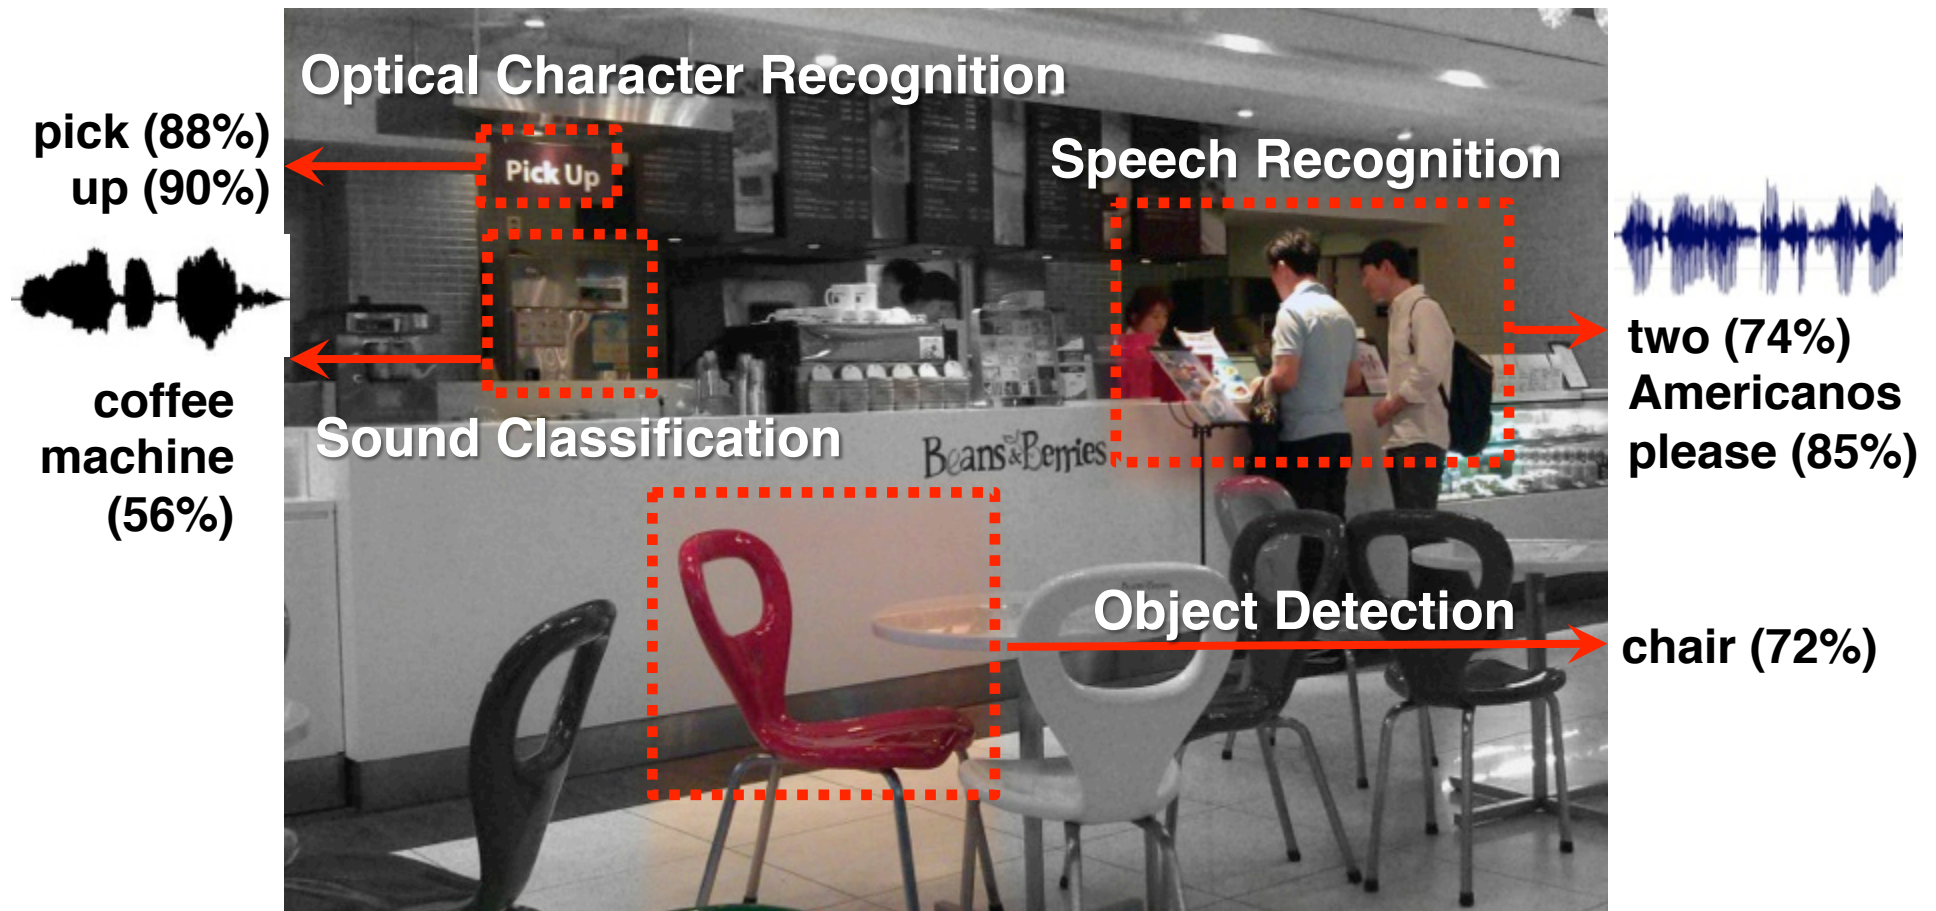 Optical Character Recognition
pick (88%)
up (90%)
Pick Up
Speech Recognition
two (74%)
Americanos
please (85%)
coffee
machine
(56%)
Sound Classification
Beans & Berries
Object Detection
chair (72%)